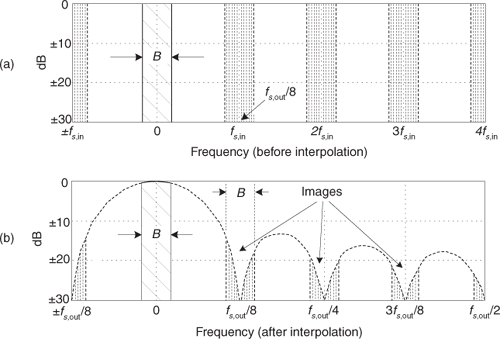 (a)
dB
0
±10
±20
±30
B
fs,out/8
±fs,in
0
fs,in
2fs,in
3fs,in
4fs,in
Frequency (before interpolation)
(b)
dB
0
±10
±20
±30
B
B
Images
±fs,out/8
0
fs,out/8
fs,out/4
3fs,out/8
fs,out/2
Frequency (after interpolation)